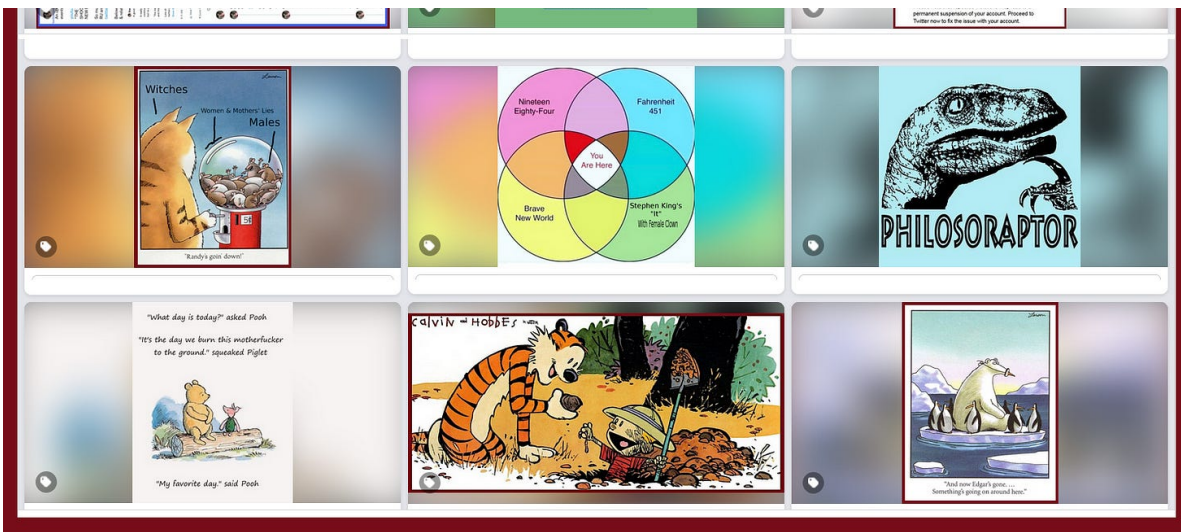 permanent suspension of your account. Proceed to
Twitter now to fix the issue with your account.
Witches
Women & Mothers' Lies
Males
5¢
"Randy's goin' down!"
Nineteen
Eighty-Four
Fahrenheit
451
You
Are Here
Brave
New World
Stephen King's
"It"
With Female Clown
PHILOSORAPTOR
"What day is today?" asked Pooh
"It's the day we burn this motherfucker
to the ground." squeaked Piglet
"My favorite day." said Pooh
CALVIN and HOBBES
"And now Edgar's gone. ...
Something's going on around here."